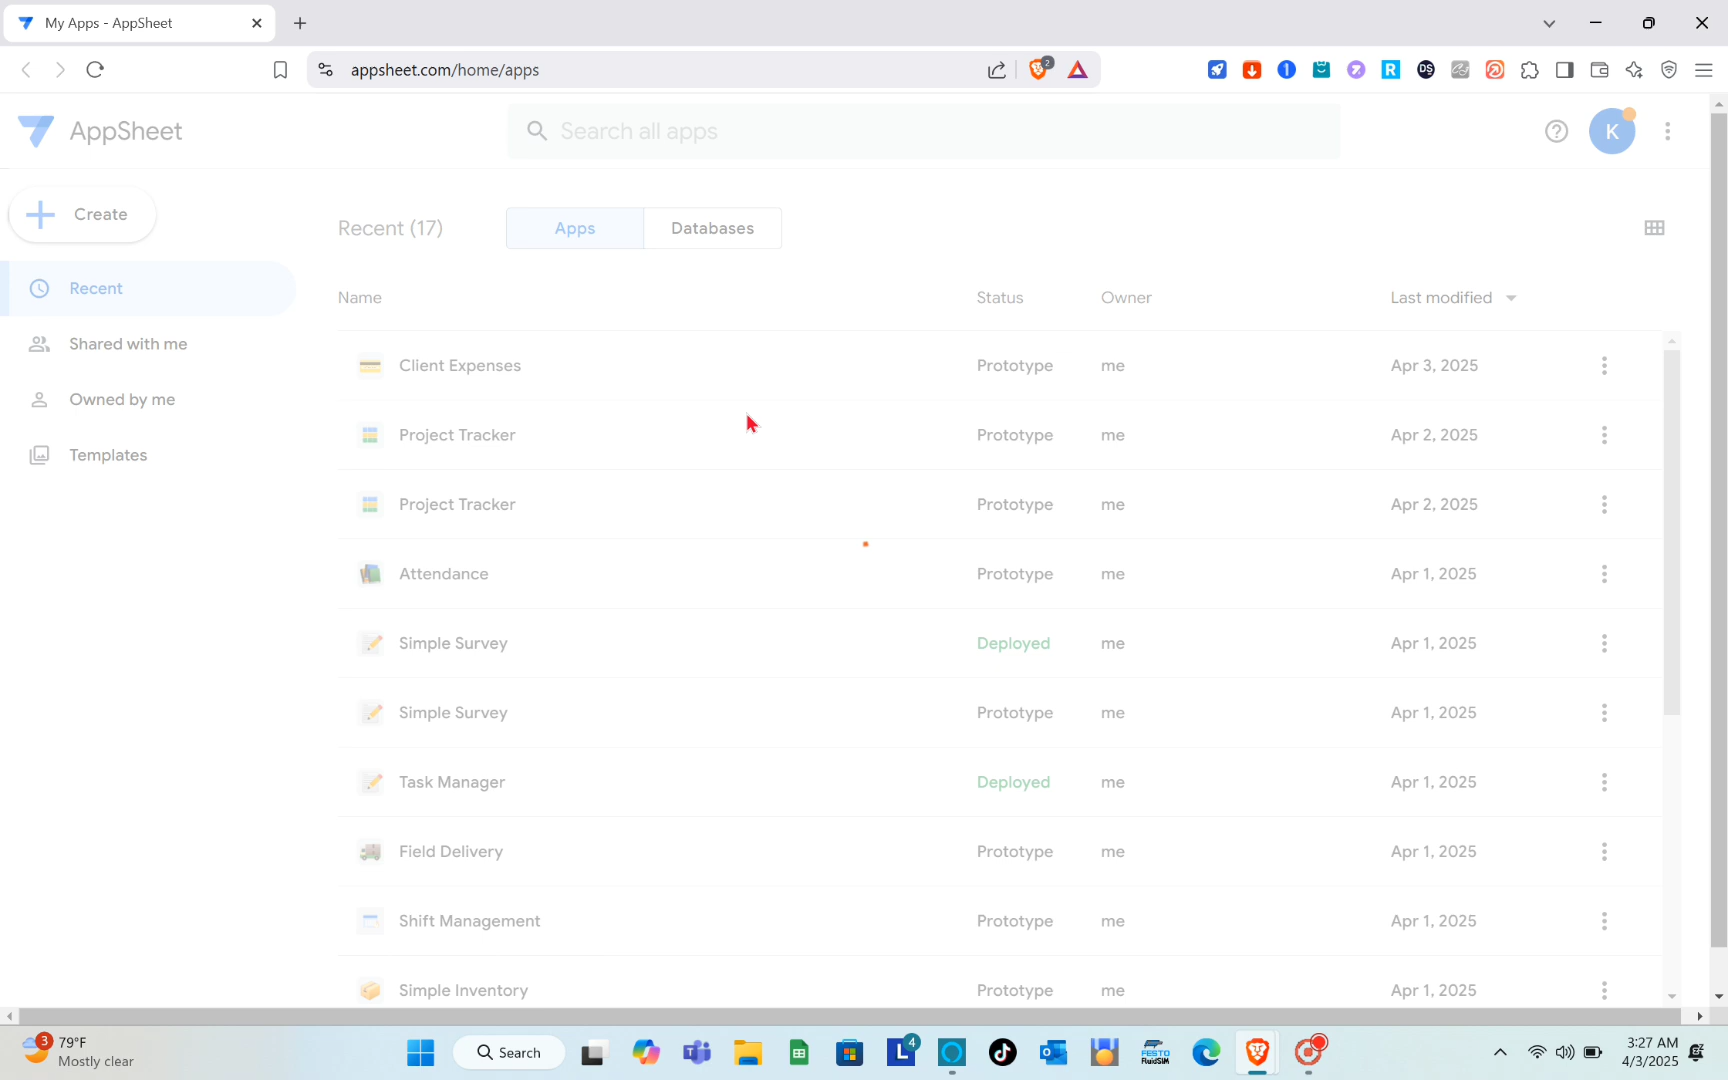 My Apps - AppSheet
appsheet.com/home/apps
2
AppSheet
Search all apps
K
Create
Recent (17)
Apps
Databases
Recent
Shared with me
Owned by me
Templates
Name Status Owner Last modified
Client Expenses Prototype me Apr 3, 2025
Project Tracker Prototype me Apr 2, 2025
Project Tracker Prototype me Apr 2, 2025
Attendance Prototype me Apr 1, 2025
Simple Survey Deployed me Apr 1, 2025
Simple Survey Prototype me Apr 1, 2025
Task Manager Deployed me Apr 1, 2025
Field Delivery Prototype me Apr 1, 2025
Shift Management Prototype me Apr 1, 2025
Simple Inventory Prototype me Apr 1, 2025
3
79°F
Mostly clear
Search
L 4
FESTO
FluidSIM
3:27 AM
4/3/2025